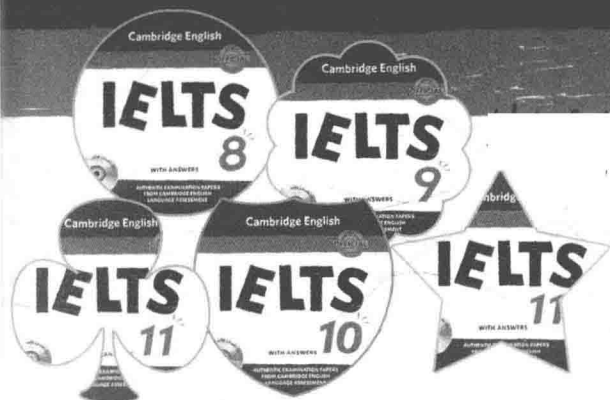 Cambridge English
IELTS
8
WITH ANSWERS
AUTHENTIC EXAMINATION PAPERS
FROM CAMBRIDGE ENGLISH
LANGUAGE ASSESSMENT
Cambridge English
IELTS
9
WITH ANSWERS
Cambridge English
IELTS
11
Cambridge English
IELTS
10
WITH ANSWERS
AUTHENTIC EXAMINATION PAPERS
FROM CAMBRIDGE ENGLISH
LANGUAGE ASSESSMENT
IELTS
11
WITH ANSWERS